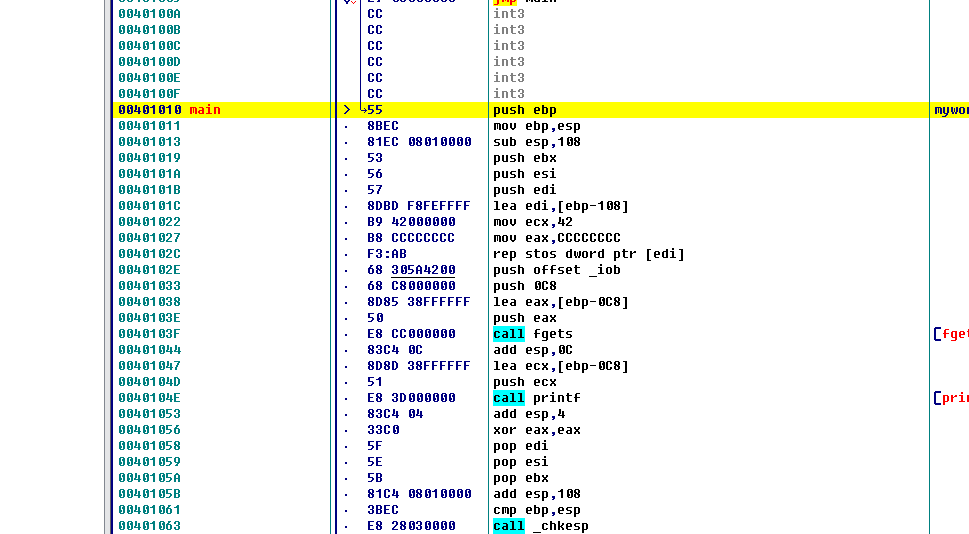 jmp main
0040100A CC int3
0040100B CC int3
0040100C CC int3
0040100D CC int3
0040100E CC int3
0040100F CC int3
00401010 main > 55 push ebp
00401011 . 8BEC mov ebp,esp
00401013 . 81EC 08010000 sub esp,108
00401019 . 53 push ebx
0040101A . 56 push esi
0040101B . 57 push edi
0040101C . 8DBD F8FEFFFF lea edi,[ebp-108]
00401022 . B9 42000000 mov ecx,42
00401027 . B8 CCCCCCCC mov eax,CCCCCCCC
0040102C . F3:AB rep stos dword ptr [edi]
0040102E . 68 305A4200 push offset _iob
00401033 . 68 C8000000 push 0C8
00401038 . 8D85 38FFFFFF lea eax,[ebp-0C8]
0040103E . 50 push eax
0040103F . E8 CC000000 call fgets [fget
00401044 . 83C4 0C add esp,0C
00401047 . 8D8D 38FFFFFF lea ecx,[ebp-0C8]
0040104D . 51 push ecx
0040104E . E8 3D000000 call printf [prin
00401053 . 83C4 04 add esp,4
00401056 . 33C0 xor eax,eax
00401058 . 5F pop edi
00401059 . 5E pop esi
0040105A . 5B pop ebx
0040105B . 81C4 08010000 add esp,108
00401061 . 3BEC cmp ebp,esp
00401063 . E8 28030000 call _chkesp